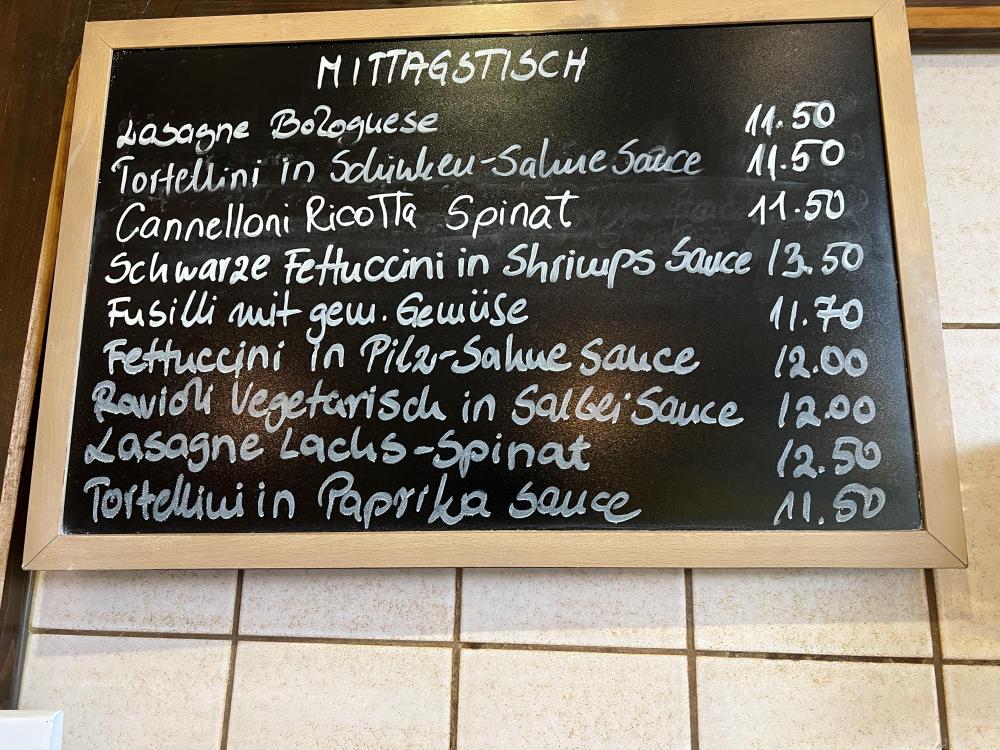 MITTAGSTISCH
Lasagne Bolognese 11.50
Tortellini in Schinken-Sahne Sauce 11.50
Cannelloni Ricotta Spinat 11.50
Schwarze Fettuccini in Shrimps Sauce 13.50
Fusilli mit gem. Gemüse 11.70
Fettuccini in Pilz-Sahne Sauce 12.00
Ravioli Vegetarisch in Salbei Sauce 12.00
Lasagne Lachs-Spinat 12.50
Tortellini in Paprika Sauce 11.50